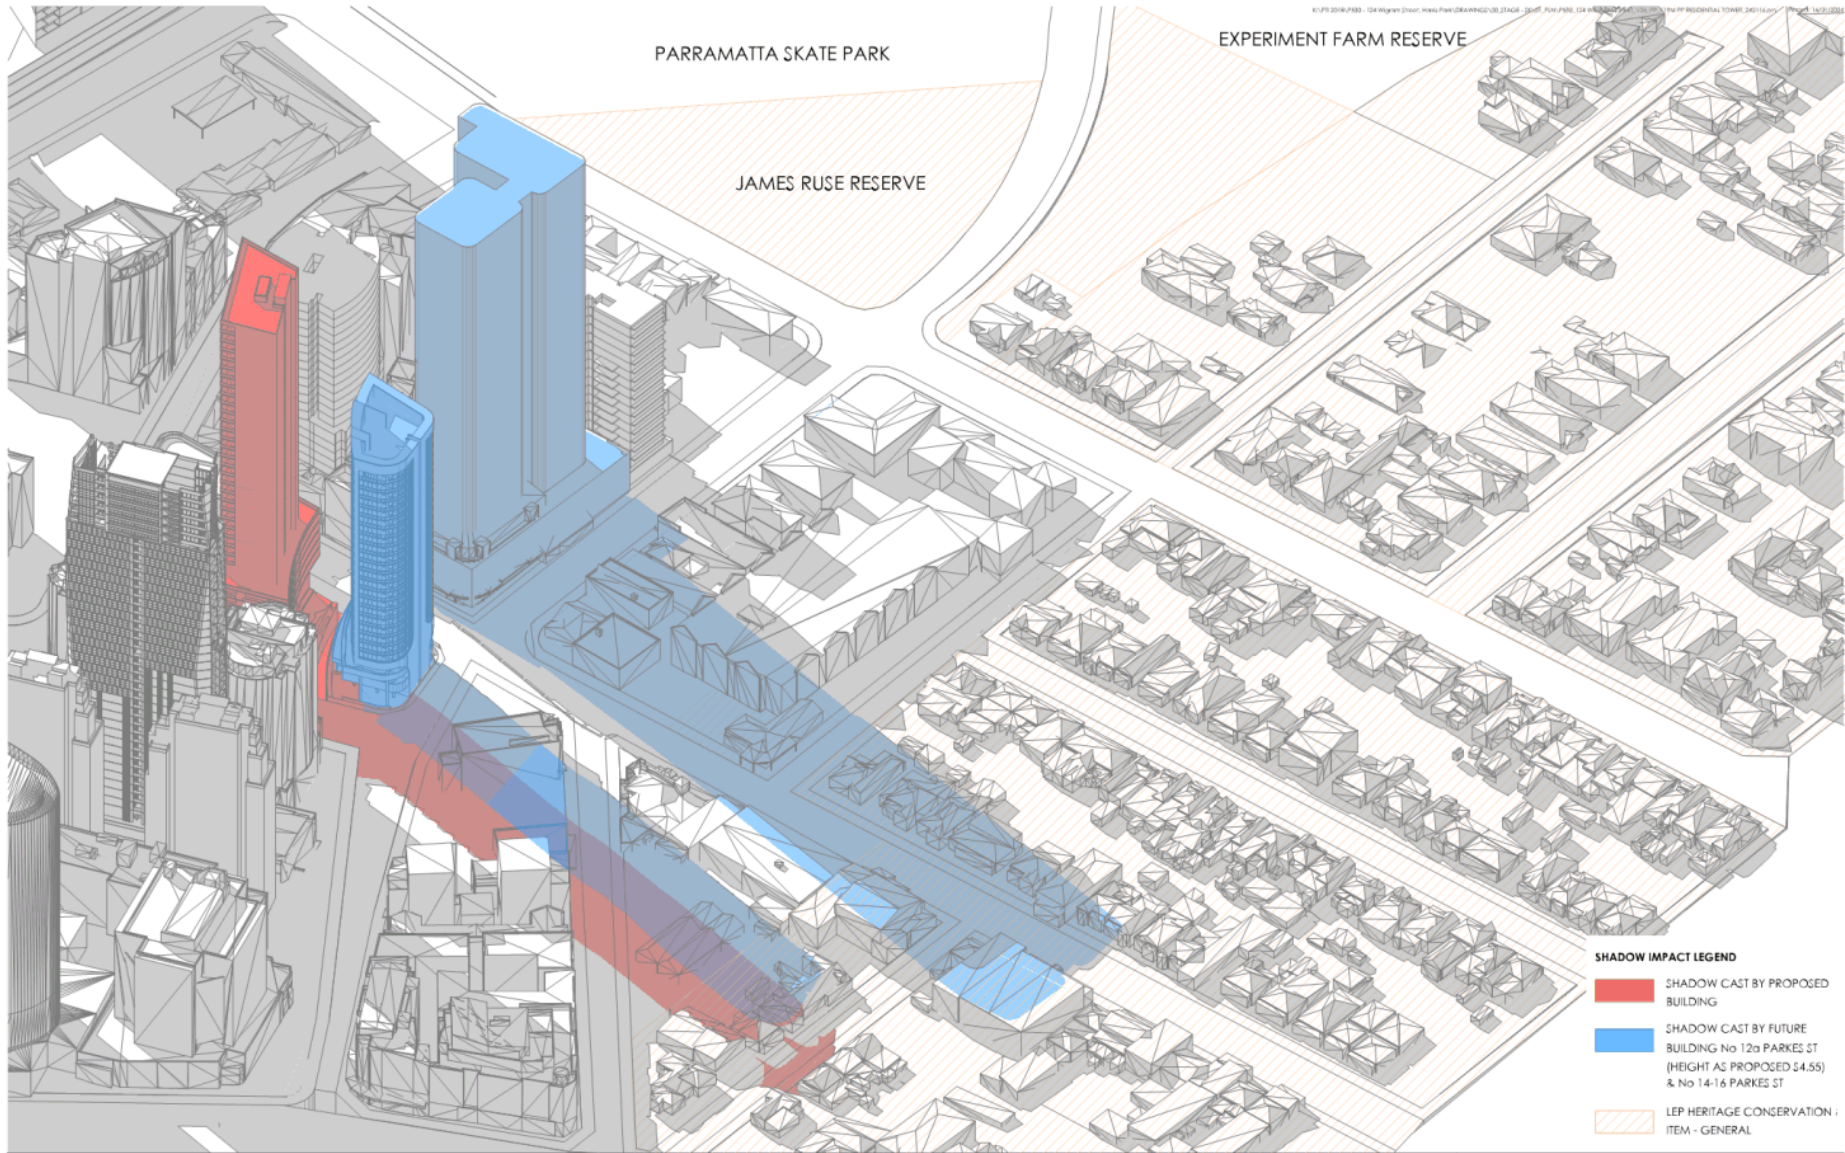 PARRAMATTA SKATE PARK
EXPERIMENT FARM RESERVE
JAMES RUSE RESERVE
SHADOW IMPACT LEGEND
SHADOW CAST BY PROPOSED
BUILDING
SHADOW CAST BY FUTURE
BUILDING No 12a PARKES ST
(HEIGHT AS PROPOSED S4.55)
& No 14-16 PARKES ST
LEP HERITAGE CONSERVATION
ITEM - GENERAL